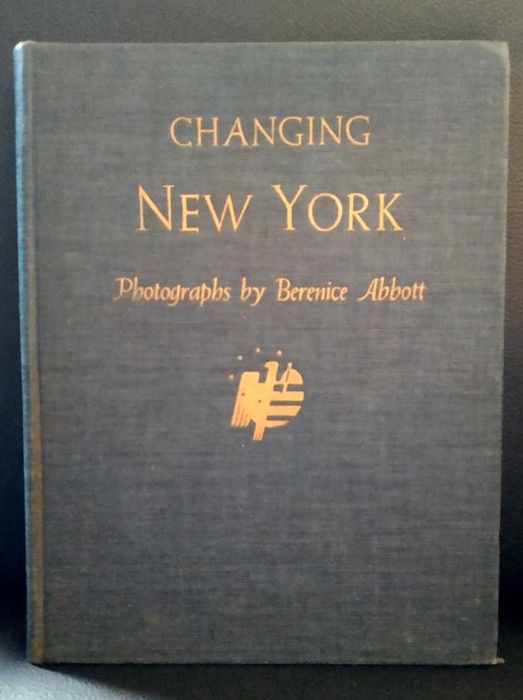 CHANGING
NEW YORK
Photographs by Berenice Abbott